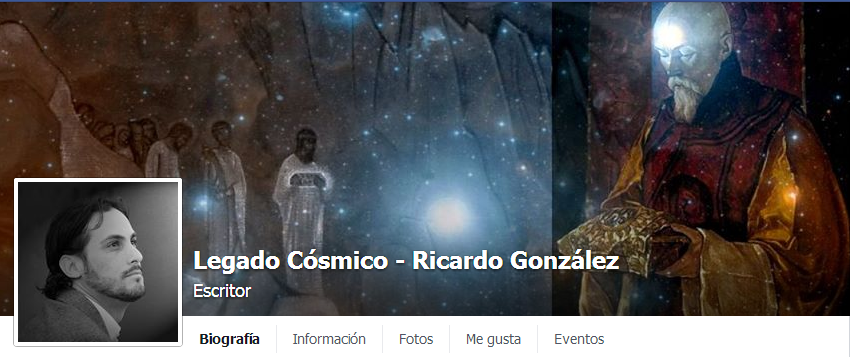 Legado Cósmico - Ricardo González
Escritor
Biografía Información Fotos Me gusta Eventos